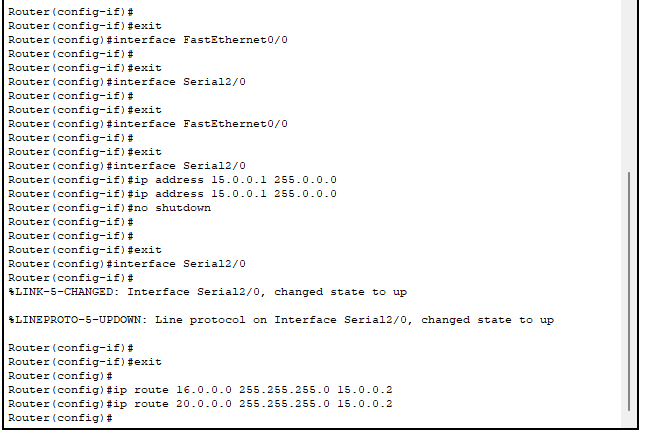 Router(config-if)#
Router(config-if)#exit
Router(config)#interface FastEthernet0/0
Router(config-if)#
Router(config-if)#exit
Router(config)#interface Serial2/0
Router(config-if)#
Router(config-if)#exit
Router(config)#interface FastEthernet0/0
Router(config-if)#
Router(config-if)#exit
Router(config)#interface Serial2/0
Router(config-if)#ip address 15.0.0.1 255.0.0.0
Router(config-if)#ip address 15.0.0.1 255.0.0.0
Router(config-if)#no shutdown
Router(config-if)#
Router(config-if)#
Router(config-if)#exit
Router(config)#interface Serial2/0
Router(config-if)#
%LINK-5-CHANGED: Interface Serial2/0, changed state to up
%LINEPROTO-5-UPDOWN: Line protocol on Interface Serial2/0, changed state to up
Router(config-if)#
Router(config-if)#exit
Router(config)#
Router(config)#ip route 16.0.0.0 255.255.255.0 15.0.0.2
Router(config)#ip route 20.0.0.0 255.255.255.0 15.0.0.2
Router(config)#